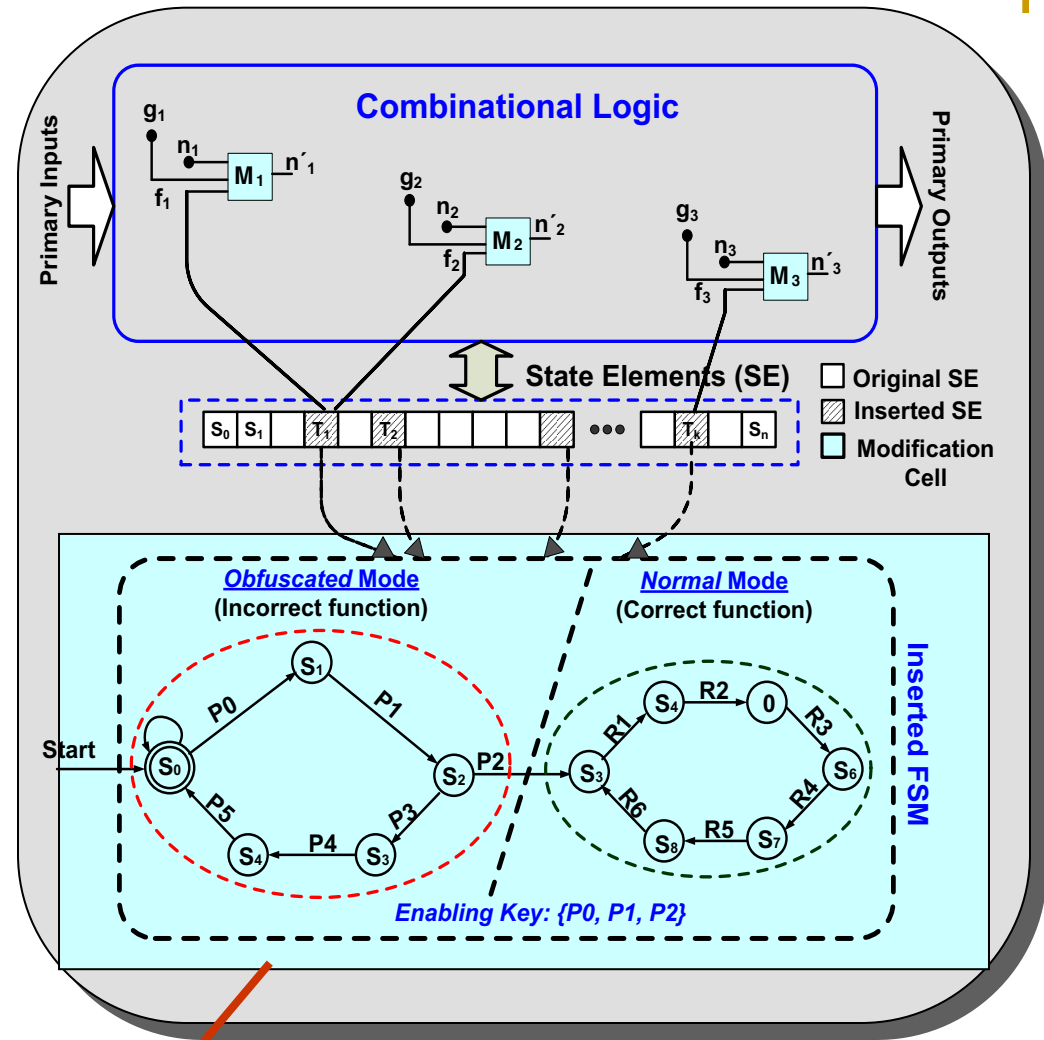 Combinational Logic
Primary Inputs
Primary Outputs
g1
n1
M1
n´1
f1
g2
n2
M2
n´2
f2
g3
n3
M3
n´3
f3
State Elements (SE)
Original SE
Inserted SE
Modification
Cell
S0 S1 T1 T2 Tk Sn
Obfuscated Mode
(Incorrect function)
Normal Mode
(Correct function)
Inserted FSM
Start
S0
P0
S1
P1
S2
P2
P3
S3
P4
S4
P5
S3
R1
S4
R2
0
R3
S6
R4
S7
R5
S8
R6
Enabling Key: {P0, P1, P2}